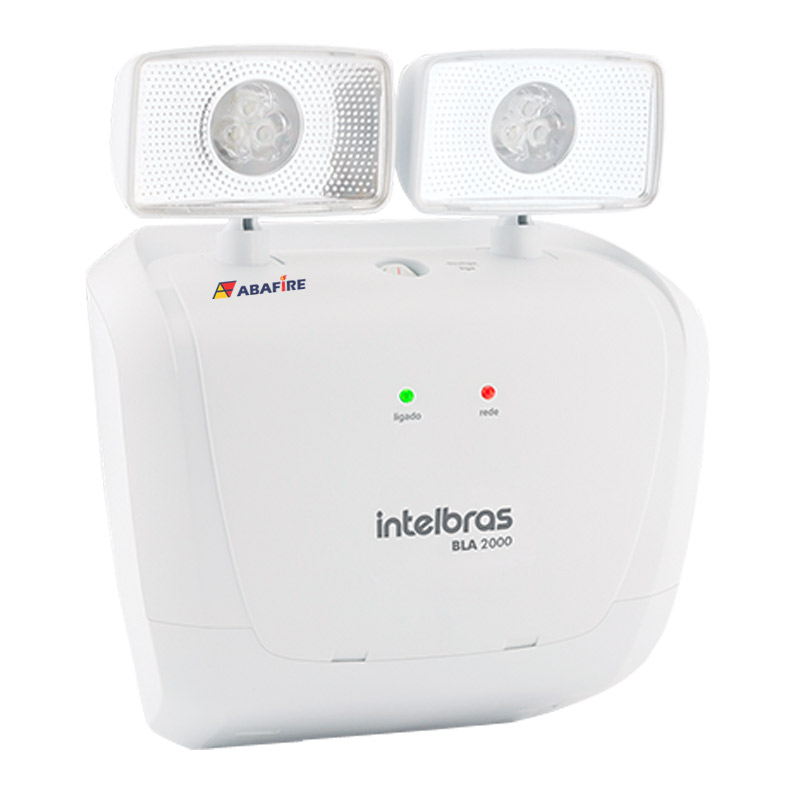 ABAFIRE
ligado
rede
intelbras
BLA 2000